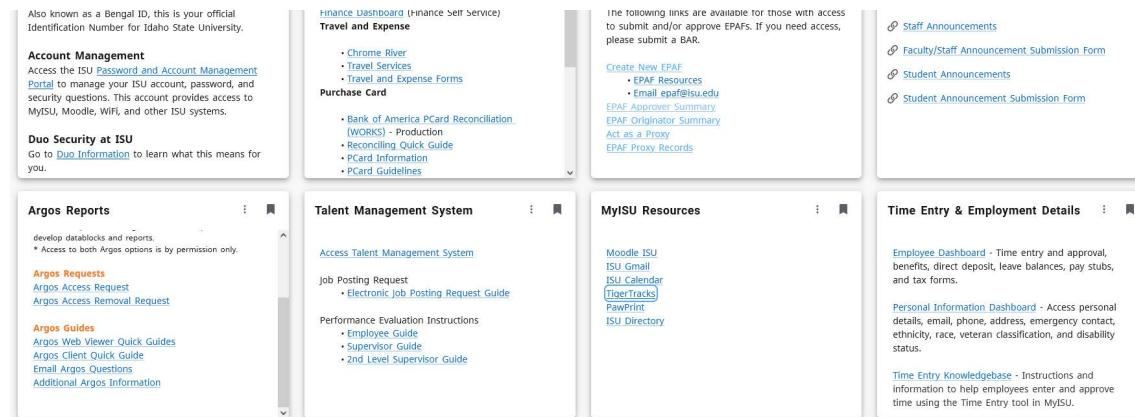 Also known as a Bengal ID, this is your official
Identification Number for Idaho State University.
Account Management
Access the ISU Password and Account Management
Portal to manage your ISU account, password, and
security questions. This account provides access to
MyISU, Moodle, WiFi, and other ISU systems.
Duo Security at ISU
Go to Duo Information to learn what this means for
you.
Finance Dashboard (Finance Self Service)
Travel and Expense
• Chrome River
• Travel Services
• Travel and Expense Forms
Purchase Card
• Bank of America PCard Reconciliation
(WORKS) - Production
• Reconciling Quick Guide
• PCard Information
• PCard Guidelines
The following links are available for those with access
to submit and/or approve EPAFs. If you need access,
please submit a BAR.
Create New EPAF
• EPAF Resources
• Email epaf@isu.edu
EPAF Approver Summary
EPAF Originator Summary
Act as a Proxy
EPAF Proxy Records
Staff Announcements
Faculty/Staff Announcement Submission Form
Student Announcements
Student Announcement Submission Form
Argos Reports
develop datablocks and reports.
* Access to both Argos options is by permission only.
Argos Requests
Argos Access Request
Argos Access Removal Request
Argos Guides
Argos Web Viewer Quick Guides
Argos Client Quick Guide
Email Argos Questions
Additional Argos Information
Talent Management System
Access Talent Management System
Job Posting Request
• Electronic Job Posting Request Guide
Performance Evaluation Instructions
• Employee Guide
• Supervisor Guide
• 2nd Level Supervisor Guide
MyISU Resources
Moodle ISU
ISU Gmail
ISU Calendar
TigerTracks
PawPrint
ISU Directory
Time Entry & Employment Details
Employee Dashboard - Time entry and approval,
benefits, direct deposit, leave balances, pay stubs,
and tax forms.
Personal Information Dashboard - Access personal
details, email, phone, address, emergency contact,
ethnicity, race, veteran classification, and disability
status.
Time Entry Knowledgebase - Instructions and
information to help employees enter and approve
time using the Time Entry tool in MyISU.